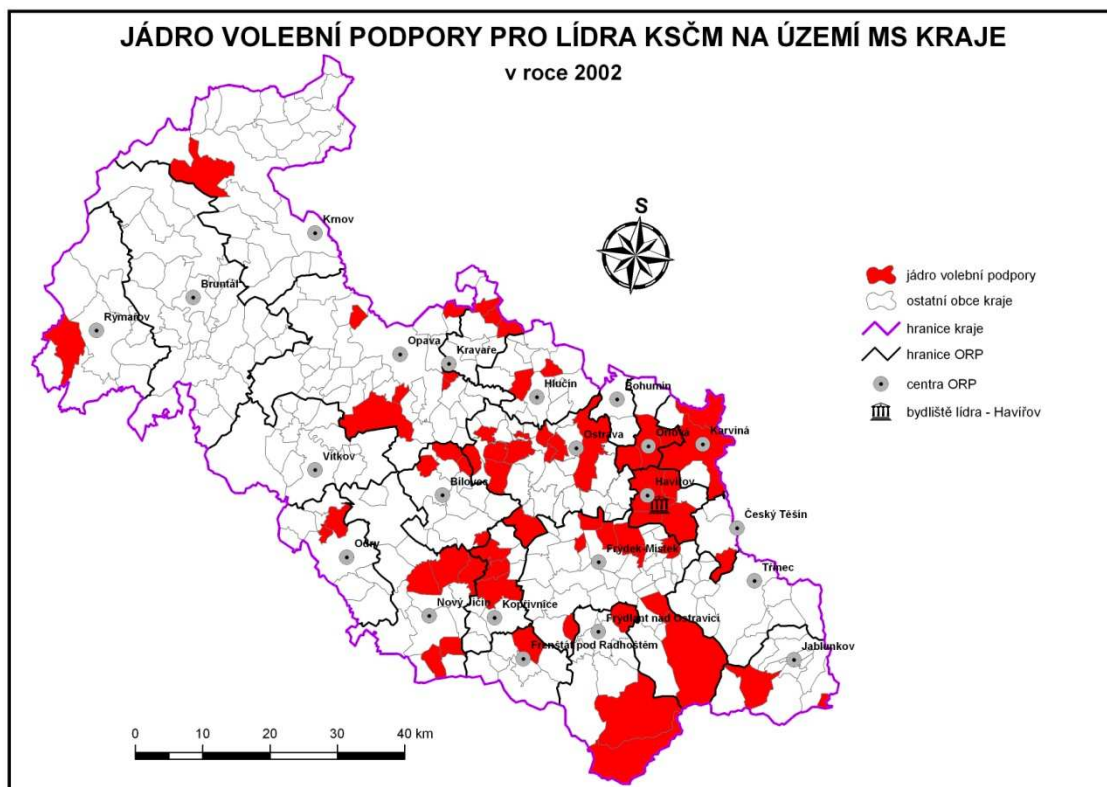 JÁDRO VOLEBNÍ PODPORY PRO LÍDRA KSČM NA ÚZEMÍ MS KRAJE
v roce 2002
S
Krnov
Bruntál
Rýmařov
Opava
Kravaře
Hlučín
Bohumín
Ostrava
Orlová
Karviná
Vítkov
Bílovec
Havířov
Český Těšín
Odry
Frýdek-Místek
Třinec
Nový Jičín
Kopřivnice
Frýdlant nad Ostravicí
Frenštát pod Radhoštěm
Jablunkov
jádro volební podpory
ostatní obce kraje
hranice kraje
hranice ORP
centra ORP
bydliště lídra - Havířov
0 10 20 30 40 km